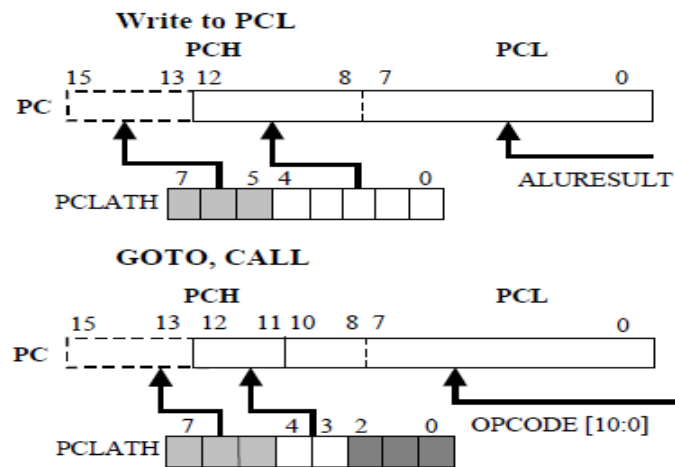 Write to PCL
PCH PCL
15 13 12 8 7 0
PC
7 5 4 0
ALURESULT
PCLATH
GOTO, CALL
PCH PCL
15 13 12 11 10 8 7 0
PC
7 4 3 2 0
OPCODE [10:0]
PCLATH